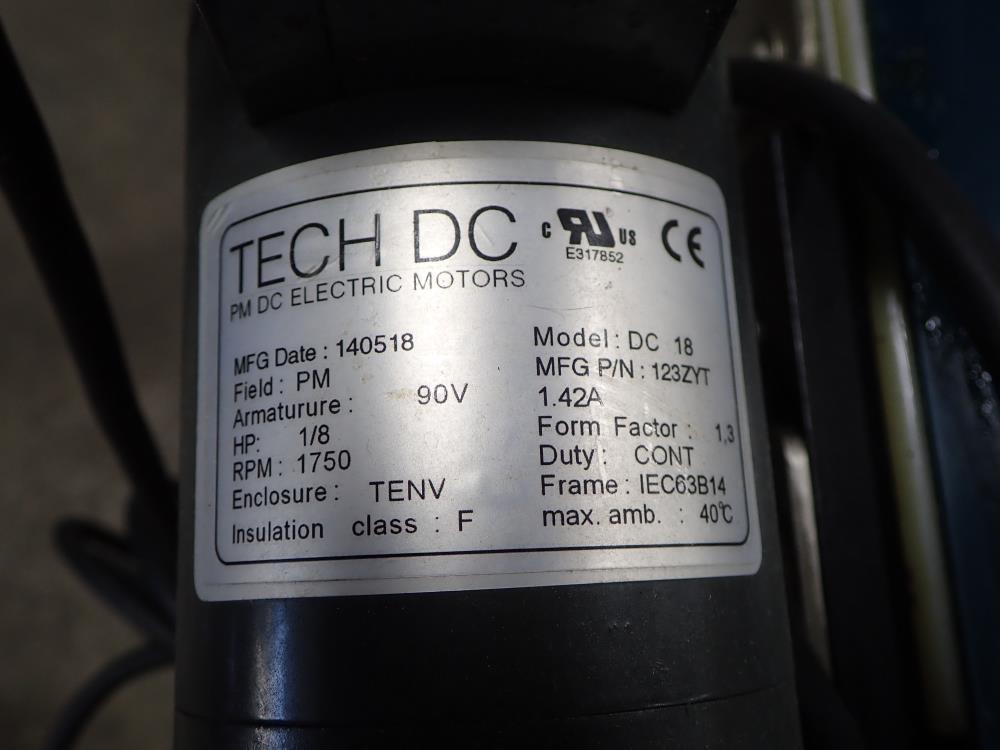 TECH DC
PM DC ELECTRIC MOTORS
C RU US
E317852
CE
MFG Date : 140518
Field : PM
Armaturure : 90V
HP: 1/8
RPM : 1750
Enclosure : TENV
Insulation class : F
Model : DC 18
MFG P/N : 123ZYT
1.42A
Form Factor : 1,3
Duty : CONT
Frame : IEC63B14
max. amb. : 40℃